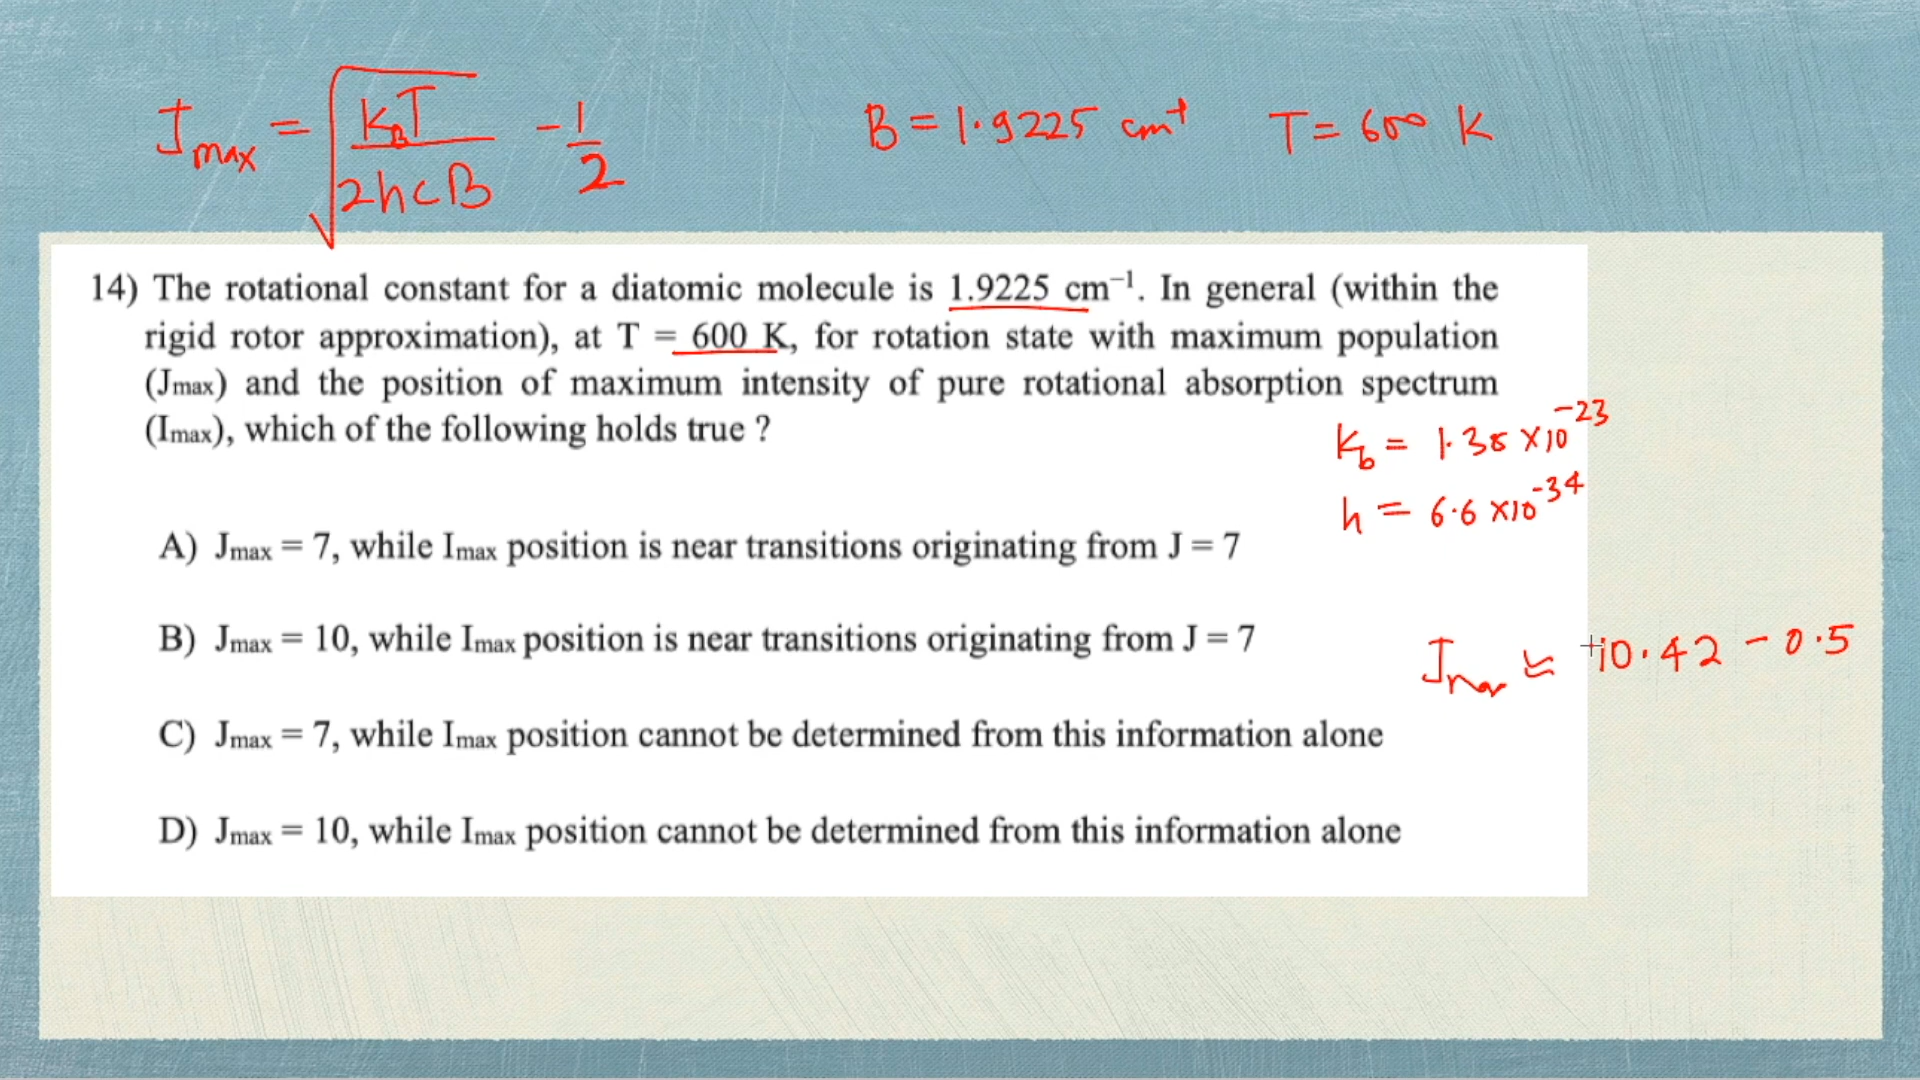 J max = √ K_BT / 2hcB - 1/2
B = 1.9225 cm⁻¹ T = 600 K
14) The rotational constant for a diatomic molecule is 1.9225 cm⁻¹. In general (within the
rigid rotor approximation), at T = 600 K, for rotation state with maximum population
(Jmax) and the position of maximum intensity of pure rotational absorption spectrum
(Imax), which of the following holds true ?
K_b = 1.38 X10⁻²³
h = 6.6 X10⁻³⁴
A) Jmax = 7, while Imax position is near transitions originating from J = 7
B) Jmax = 10, while Imax position is near transitions originating from J = 7
Jmax ≈ 10.42 - 0.5
C) Jmax = 7, while Imax position cannot be determined from this information alone
D) Jmax = 10, while Imax position cannot be determined from this information alone